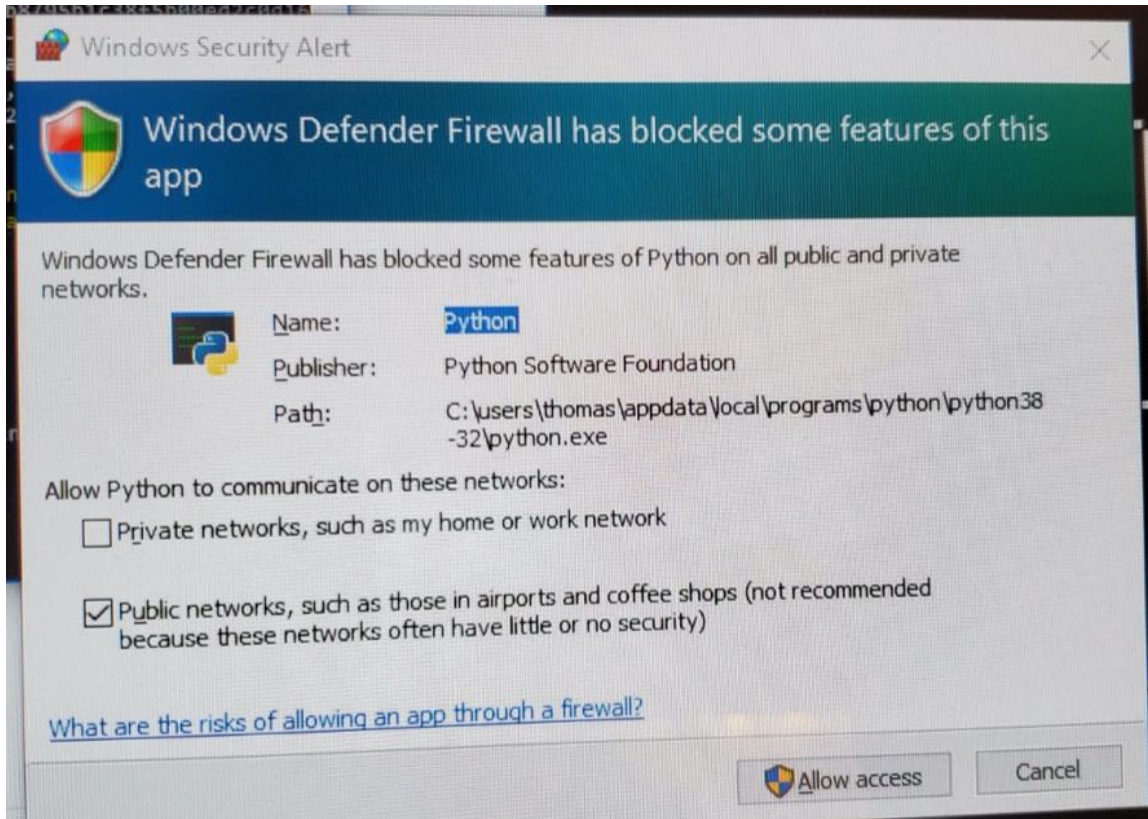 Windows Security Alert
Windows Defender Firewall has blocked some features of this
app
Windows Defender Firewall has blocked some features of Python on all public and private
networks.
Name: Python
Publisher: Python Software Foundation
Path: C:\users\thomas\appdata\local\programs\python\python38
-32\python.exe
Allow Python to communicate on these networks:
Private networks, such as my home or work network
Public networks, such as those in airports and coffee shops (not recommended
because these networks often have little or no security)
What are the risks of allowing an app through a firewall?
Allow access
Cancel